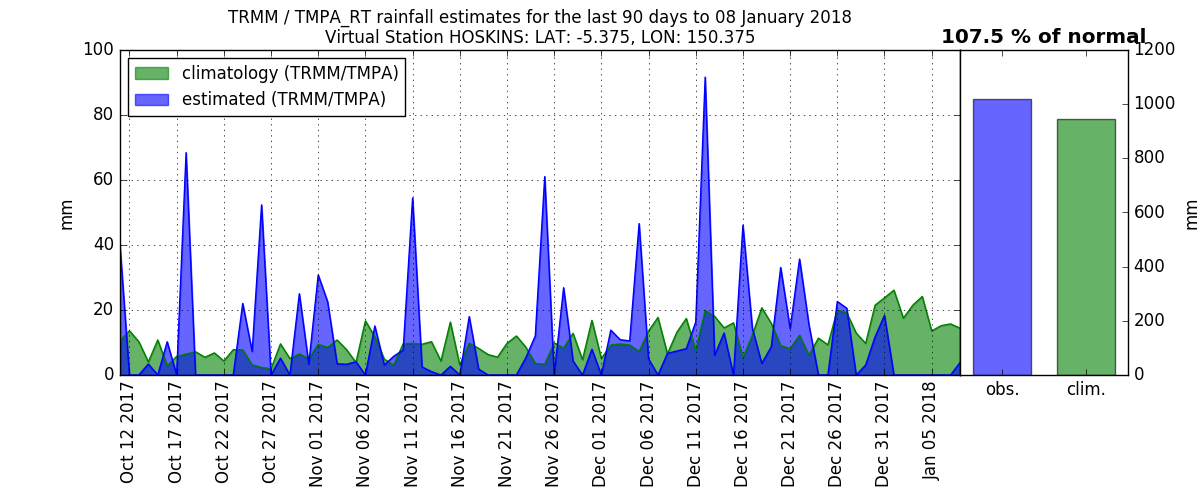 TRMM / TMPA_RT rainfall estimates for the last 90 days to 08 January 2018
Virtual Station HOSKINS: LAT: -5.375, LON: 150.375
107.5 % of normal
climatology (TRMM/TMPA)
estimated (TRMM/TMPA)
100
80
60
40
20
0
mm
Oct 12 2017
Oct 17 2017
Oct 22 2017
Oct 27 2017
Nov 01 2017
Nov 06 2017
Nov 11 2017
Nov 16 2017
Nov 21 2017
Nov 26 2017
Dec 01 2017
Dec 06 2017
Dec 11 2017
Dec 16 2017
Dec 21 2017
Dec 26 2017
Dec 31 2017
Jan 05 2018
1200
1000
800
600
400
200
0
mm
obs.
clim.